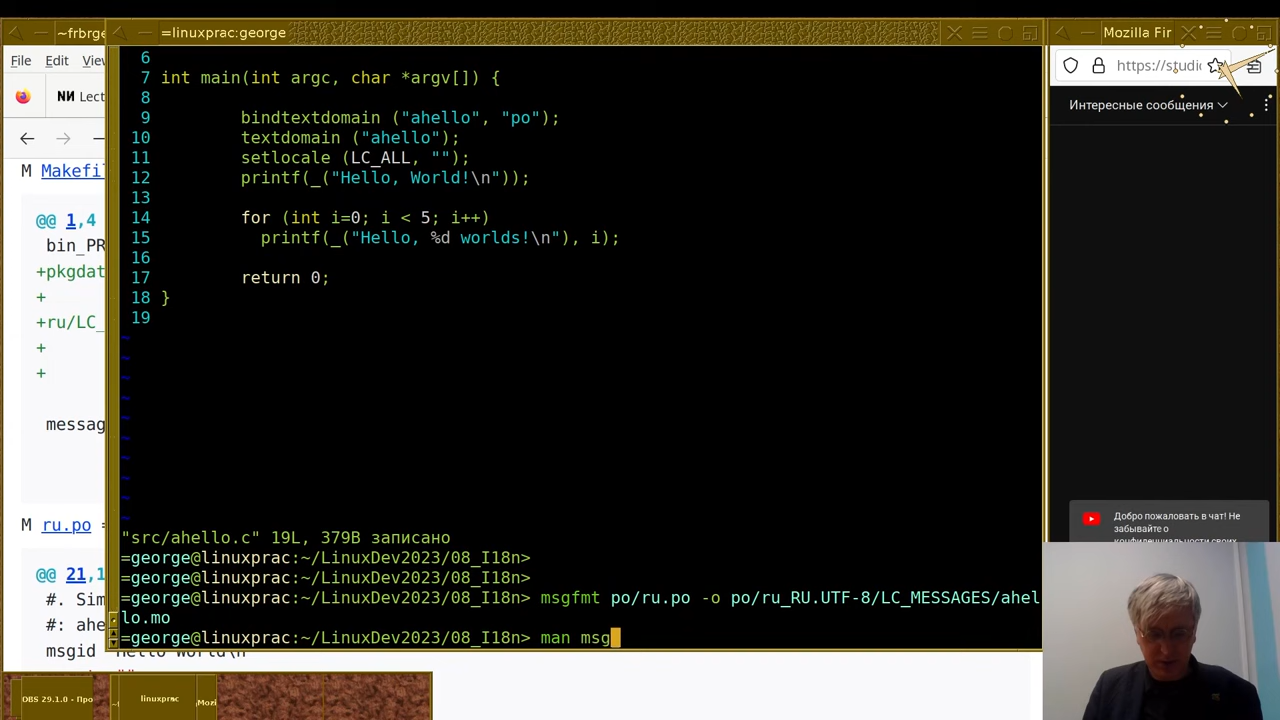 ~frbrge
=linuxprac:george
Mozilla Fir
File Edit Viev
NИ Lect
https://studio
Интересные сообщения
M Makefil
@@ 1,4
bin_PR
+pkgdat
+
+ru/LC_
+
+
messag
M ru.po =
@@ 21,1
#. Sim
#: ahe
msgid "Hello World\n"
6
7 int main(int argc, char *argv[]) {
8
9 bindtextdomain ("ahello", "po");
10 textdomain ("ahello");
11 setlocale (LC_ALL, "");
12 printf(_("Hello, World!\n"));
13
14 for (int i=0; i < 5; i++)
15 printf(_("Hello, %d worlds!\n"), i);
16
17 return 0;
18 }
19
~
~
~
~
~
~
~
~
~
~
"src/ahello.c" 19L, 379B записано
=george@linuxprac:~/LinuxDev2023/08_I18n>
=george@linuxprac:~/LinuxDev2023/08_I18n>
=george@linuxprac:~/LinuxDev2023/08_I18n> msgfmt po/ru.po -o po/ru_RU.UTF-8/LC_MESSAGES/ahel
lo.mo
=george@linuxprac:~/LinuxDev2023/08_I18n> man msg
Добро пожаловать в чат! Не
забывайте о
конфиденциальности своих
OBS 29.1.0 - Про
linuxprac
Mozi